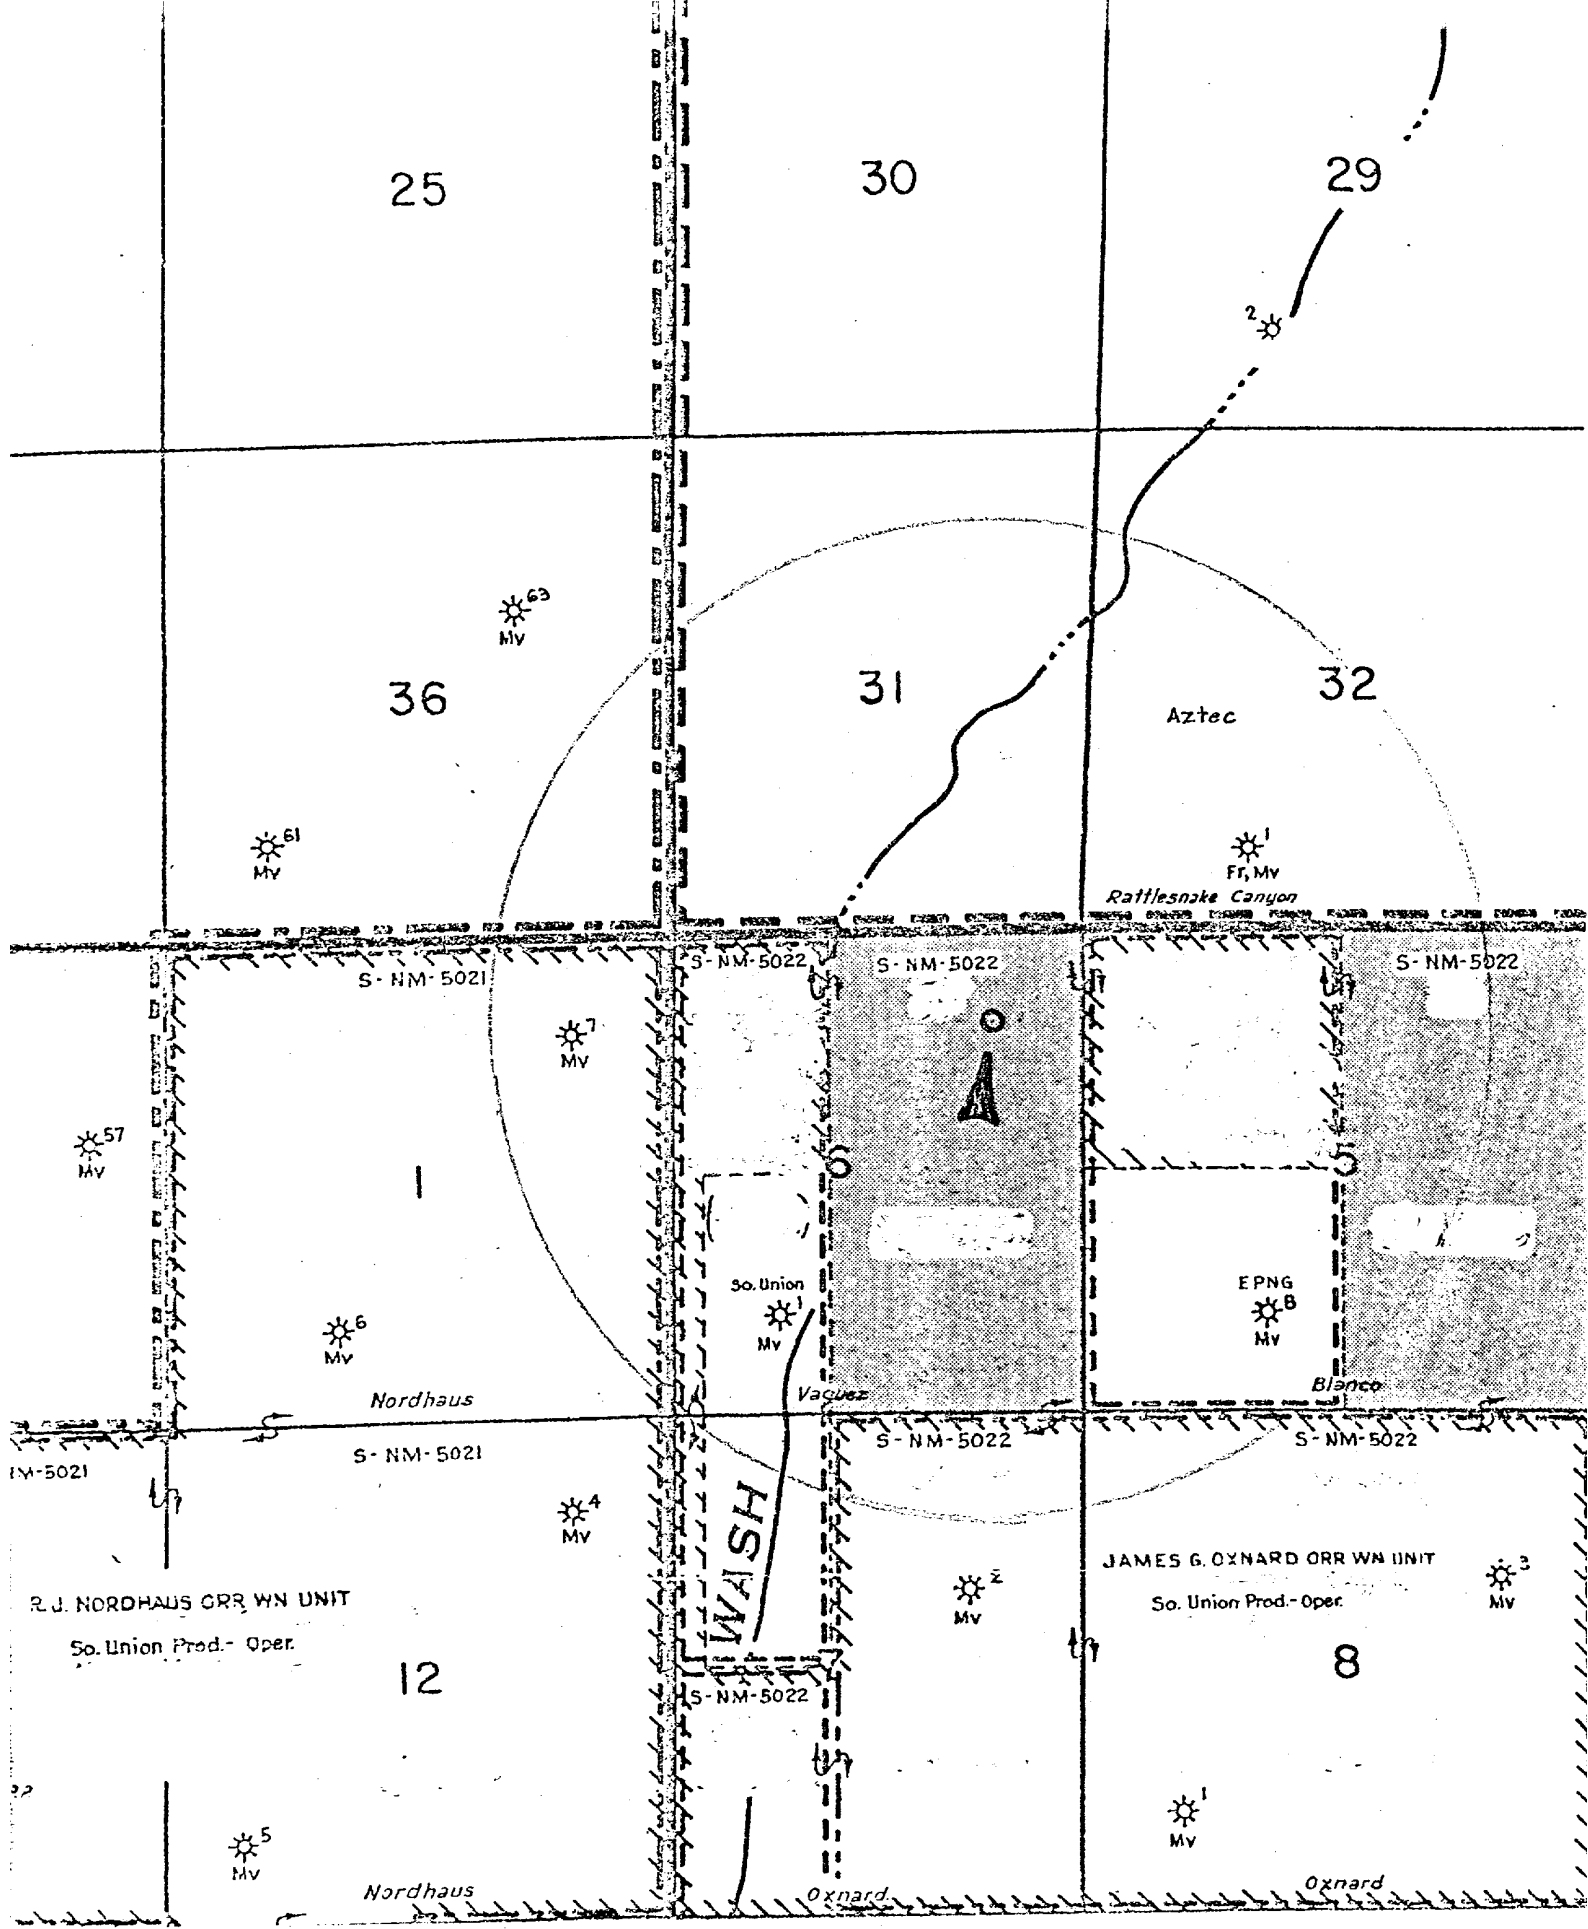 25
30
29
2
63
Mv
36
31
32
Aztec
61
Mv
1
Fr, Mv
Rattlesnake Canyon
S-NM-5021
S-NM-5022
S-NM-5022
S-NM-5022
7
Mv
57
Mv
1
6
5
So. Union
1
Mv
EPNG
8
Mv
6
Mv
Nordhaus
Vaquez
Blanco
S-NM-5021
S-NM-5022
S-NM-5022
M-5021
4
Mv
WASH
2
Mv
JAMES G. OXNARD ORR WN UNIT
So. Union Prod.-Oper.
3
Mv
R. J. NORDHAUS ORR WN UNIT
So. Union Prod.- Oper.
12
8
S-NM-5022
1
Mv
5
Mv
Nordhaus
Oxnard
Oxnard